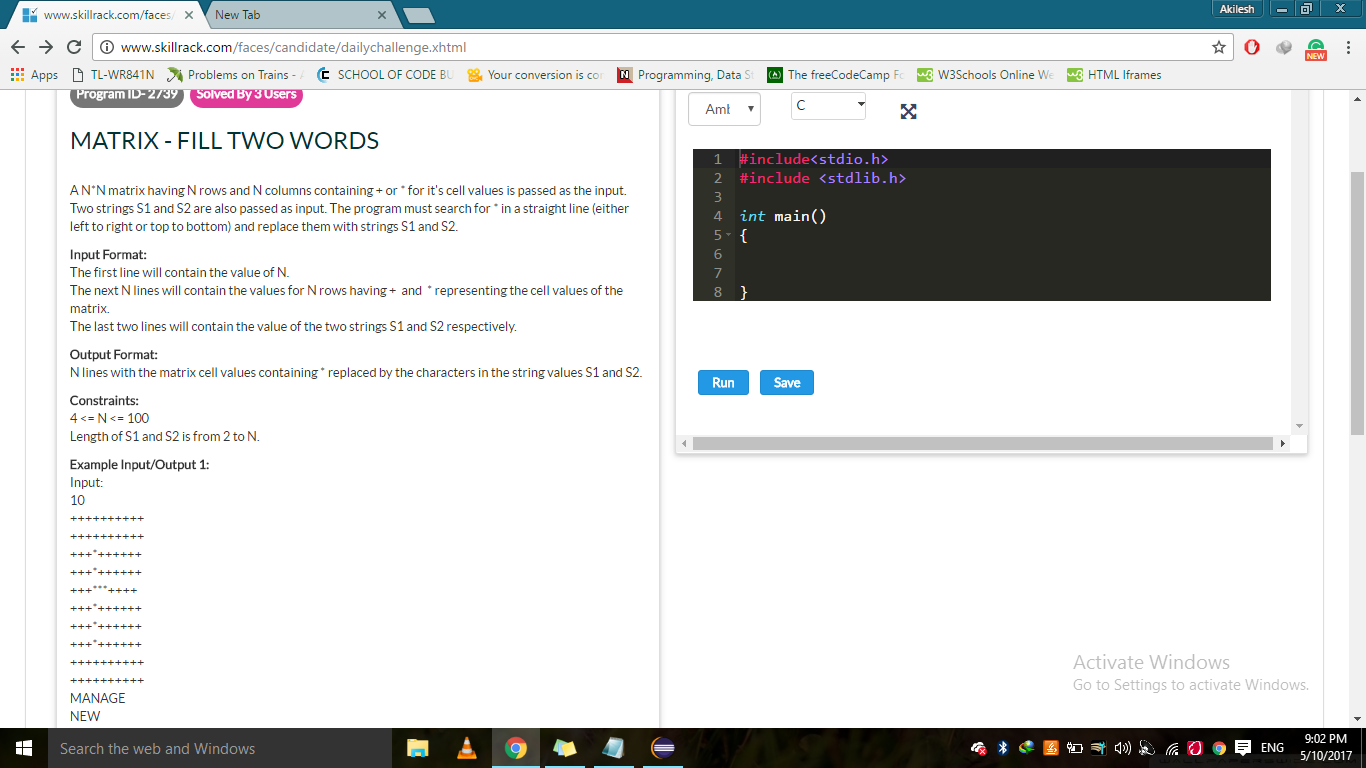 www.skillrack.com/faces/
New Tab
Akilesh
www.skillrack.com/faces/candidate/dailychallenge.xhtml
NEW
Apps
TL-WR841N
Problems on Trains -
SCHOOL OF CODE BU
Your conversion is co
Programming, Data S
The freeCodeCamp F
W3Schools Online We
HTML Iframes
Program ID- 2739
Solved By 3 Users
MATRIX - FILL TWO WORDS
A N*N matrix having N rows and N columns containing + or * for it's cell values is passed as the input.
Two strings S1 and S2 are also passed as input. The program must search for * in a straight line (either
left to right or top to bottom) and replace them with strings S1 and S2.
Input Format:
The first line will contain the value of N.
The next N lines will contain the values for N rows having + and * representing the cell values of the
matrix.
The last two lines will contain the value of the two strings S1 and S2 respectively.
Output Format:
N lines with the matrix cell values containing * replaced by the characters in the string values S1 and S2.
Constraints:
4 <= N <= 100
Length of S1 and S2 is from 2 to N.
Example Input/Output 1:
Input:
10
++++++++++
++++++++++
+++*++++++
+++*++++++
+++***++++
+++*++++++
+++*++++++
+++*++++++
++++++++++
++++++++++
MANAGE
NEW
Aml
C
1 #include<stdio.h>
2 #include <stdlib.h>
3
4 int main()
5 {
6
7
8 }
Run
Save
Activate Windows
Go to Settings to activate Windows.
Search the web and Windows
ENG
9:02 PM
5/10/2017